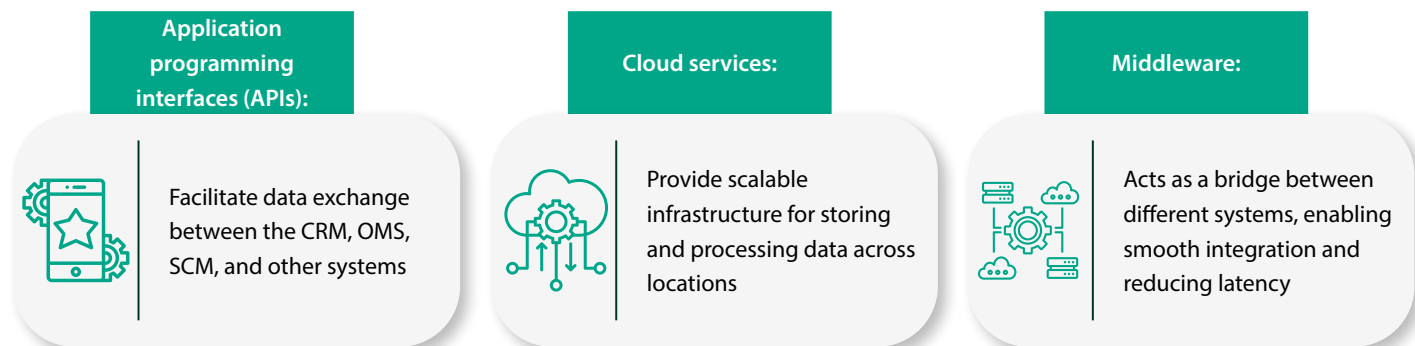 Application
programming
interfaces (APIs):
Facilitate data exchange
between the CRM, OMS,
SCM, and other systems
Cloud services:
Provide scalable
infrastructure for storing
and processing data across
locations
Middleware:
Acts as a bridge between
different systems, enabling
smooth integration and
reducing latency